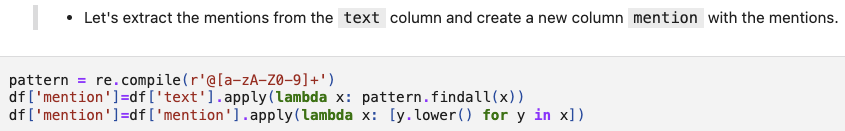 • Let's extract the mentions from the text column and create a new column mention with the mentions.
pattern = re.compile(r'@[a-zA-Z0-9]+')
df['mention']=df['text'].apply(lambda x: pattern.findall(x))
df['mention']=df['mention'].apply(lambda x: [y.lower() for y in x])